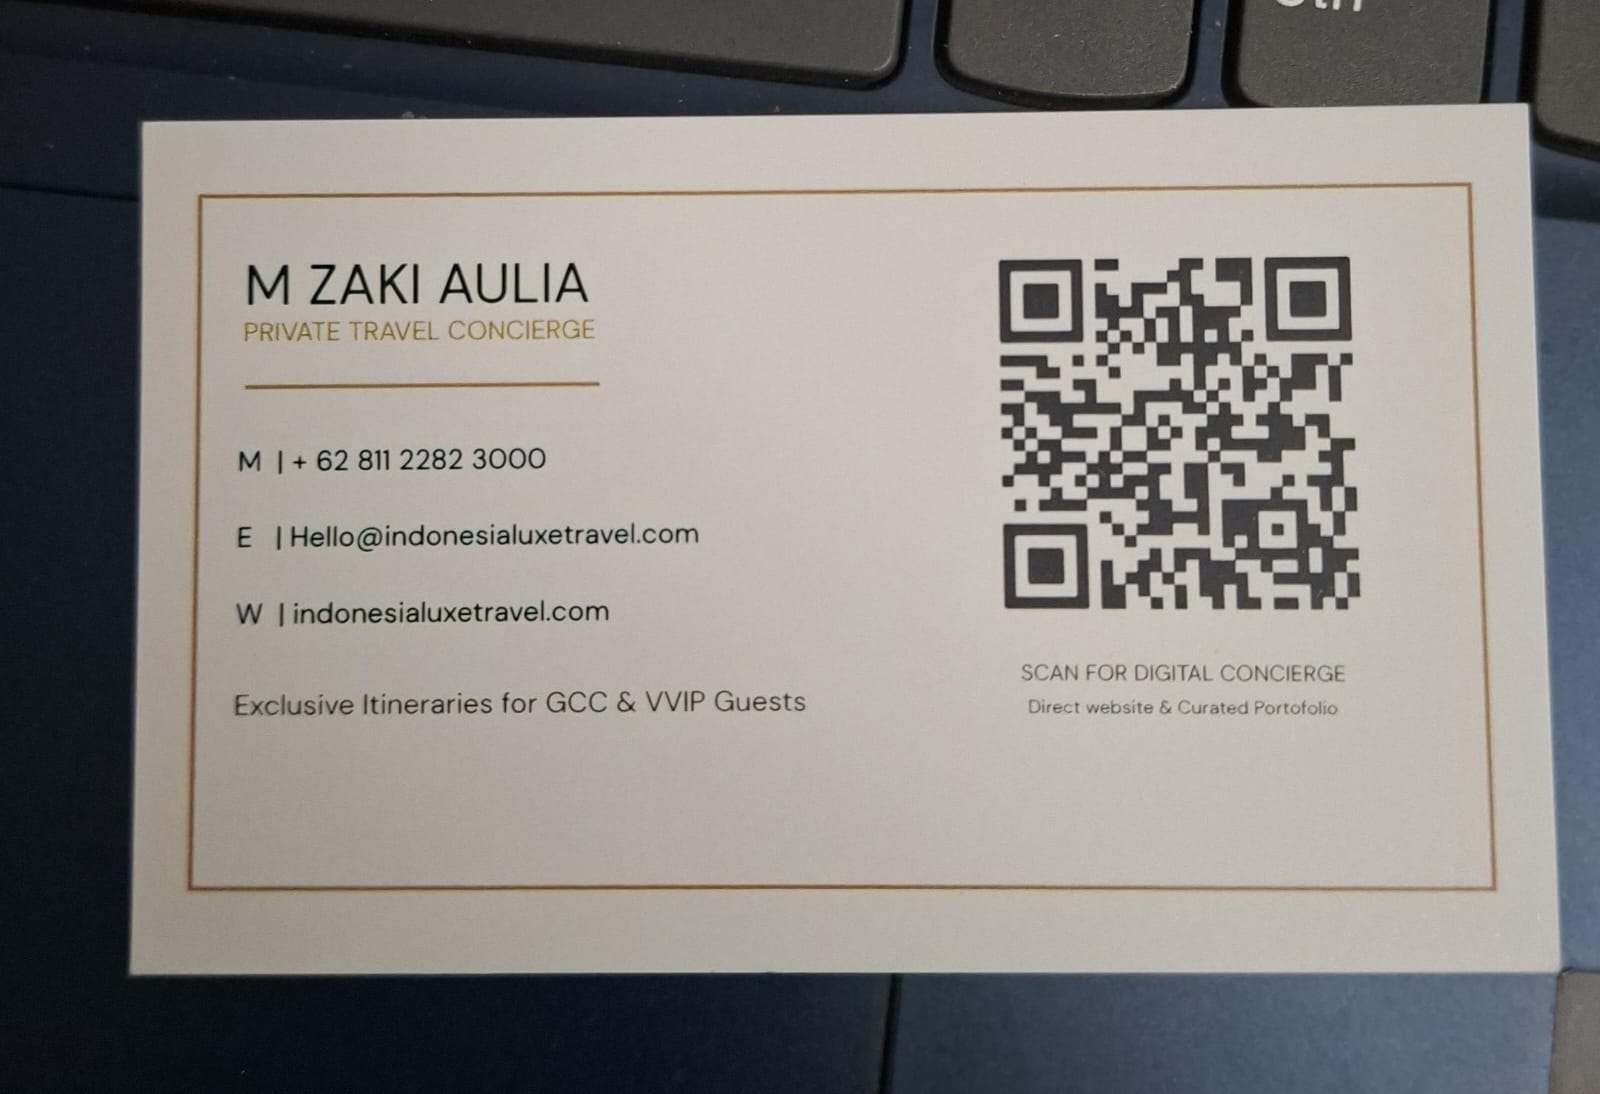 Ctrl
M ZAKI AULIA
PRIVATE TRAVEL CONCIERGE
M | + 62 811 2282 3000
E | Hello@indonesialuxetravel.com
W | indonesialuxetravel.com
Exclusive Itineraries for GCC & VVIP Guests
SCAN FOR DIGITAL CONCIERGE
Direct website & Curated Portofolio